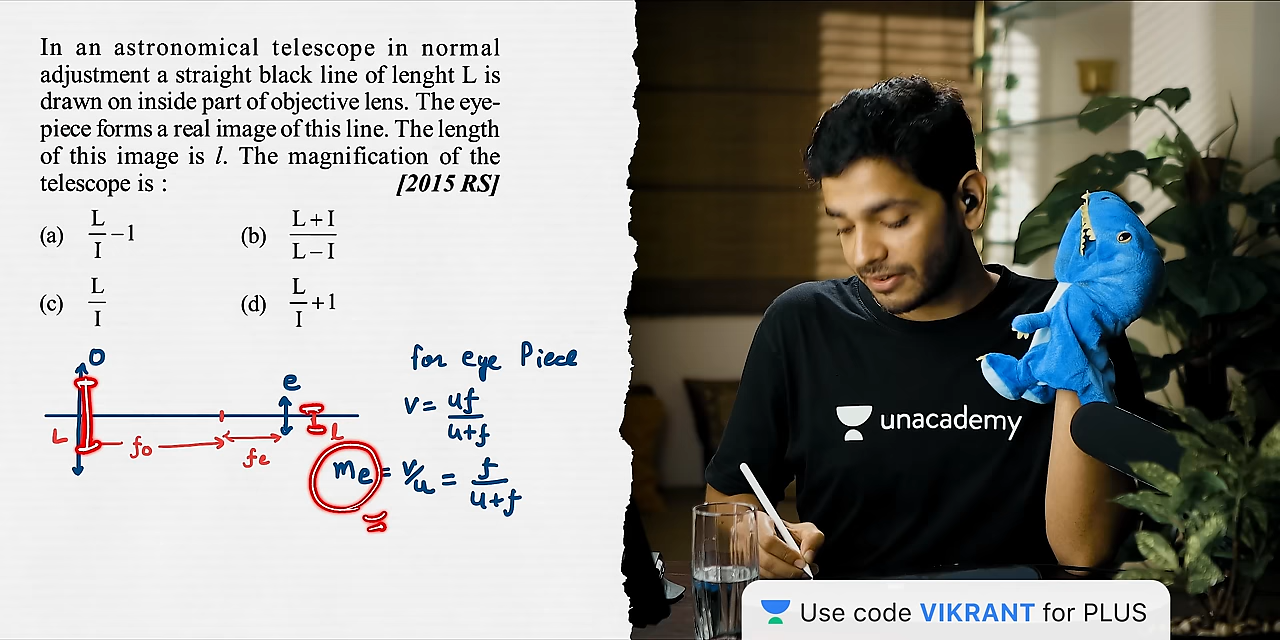 In an astronomical telescope in normal
adjustment a straight black line of lenght L is
drawn on inside part of objective lens. The eye-
piece forms a real image of this line. The length
of this image is l. The magnification of the
telescope is :
[2015 RS]
(a) L/I −1
(b) L+I/L−I
(c) L/I
(d) L/I +1
O
e
L
fo
fe
l
for eye Piece
v = uf/u+f
me = v/u = f/u+f
unacademy
Use code VIKRANT for PLUS